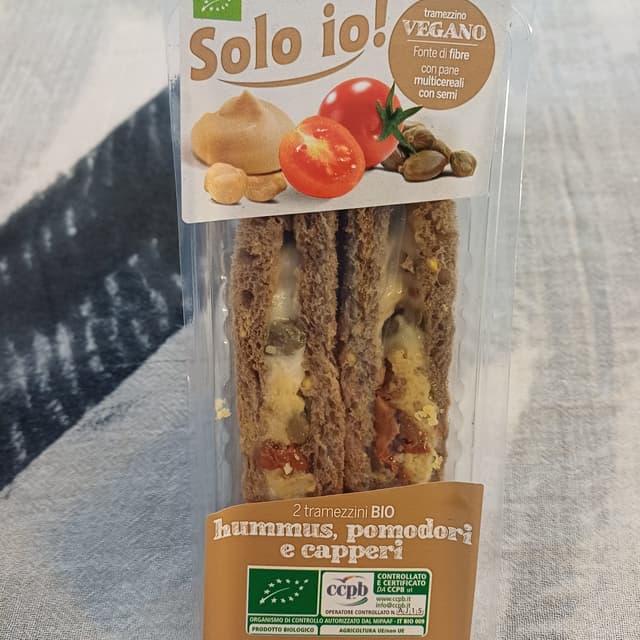 Solo io!
tramezzino
VEGANO
Fonte di fibre
con pane
multicereali
con semi
2 tramezzini BIO
hummus, pomodori
e capperi
ccpb
CONTROLLATO
E CERTIFICATO
DA CCPB srl
www.ccpb.it
info@ccpb.it
OPERATORE CONTROLLATO N.
ORGANISMO DI CONTROLLO AUTORIZZATO DAL MIPAAF - IT BIO 009
PRODOTTO BIOLOGICO
AGRICOLTURA UE/non UE